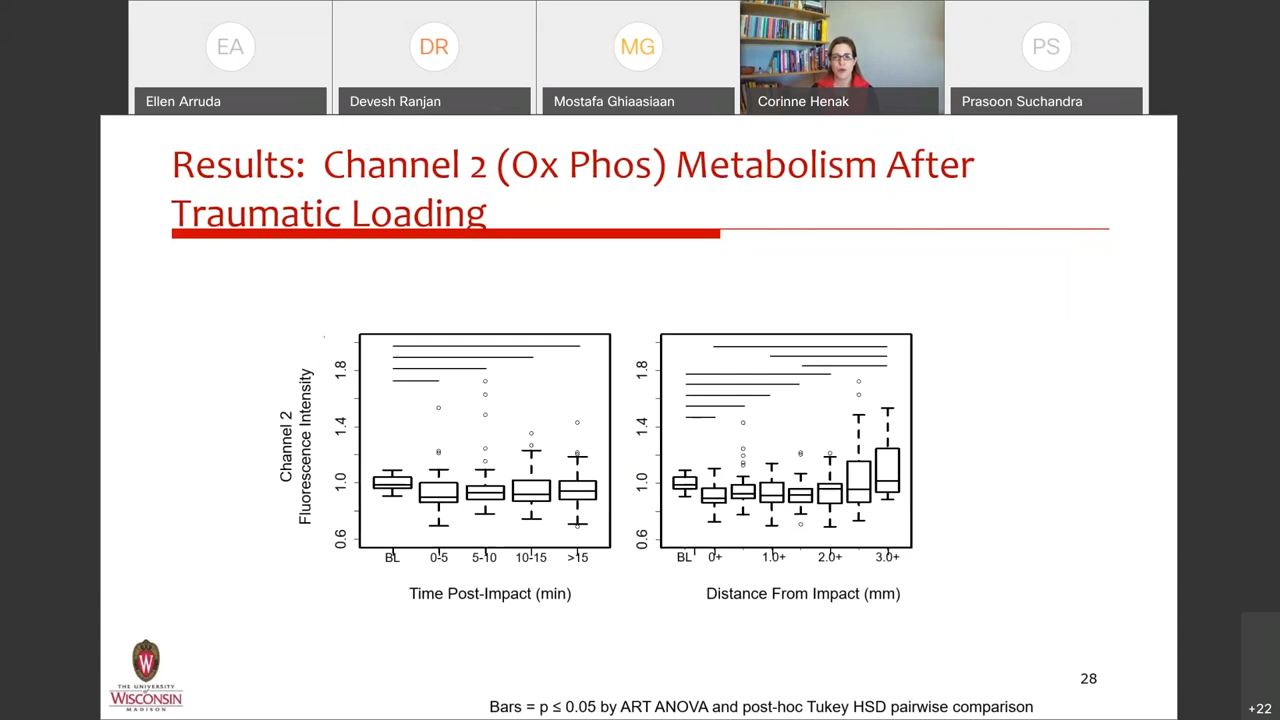 EA
DR
MG
PS
Ellen Arruda
Devesh Ranjan
Mostafa Ghiaasiaan
Corinne Henak
Prasoon Suchandra
Results: Channel 2 (Ox Phos) Metabolism After
Traumatic Loading
Channel 2
Fluorescence Intensity
1.8
1.4
1.0
0.6
BL 0-5 5-10 10-15 >15
Time Post-Impact (min)
1.8
1.4
1.0
0.6
BL 0+ 1.0+ 2.0+ 3.0+
Distance From Impact (mm)
W
THE UNIVERSITY
of
WISCONSIN
MADISON
28
Bars = p ≤ 0.05 by ART ANOVA and post-hoc Tukey HSD pairwise comparison
+22